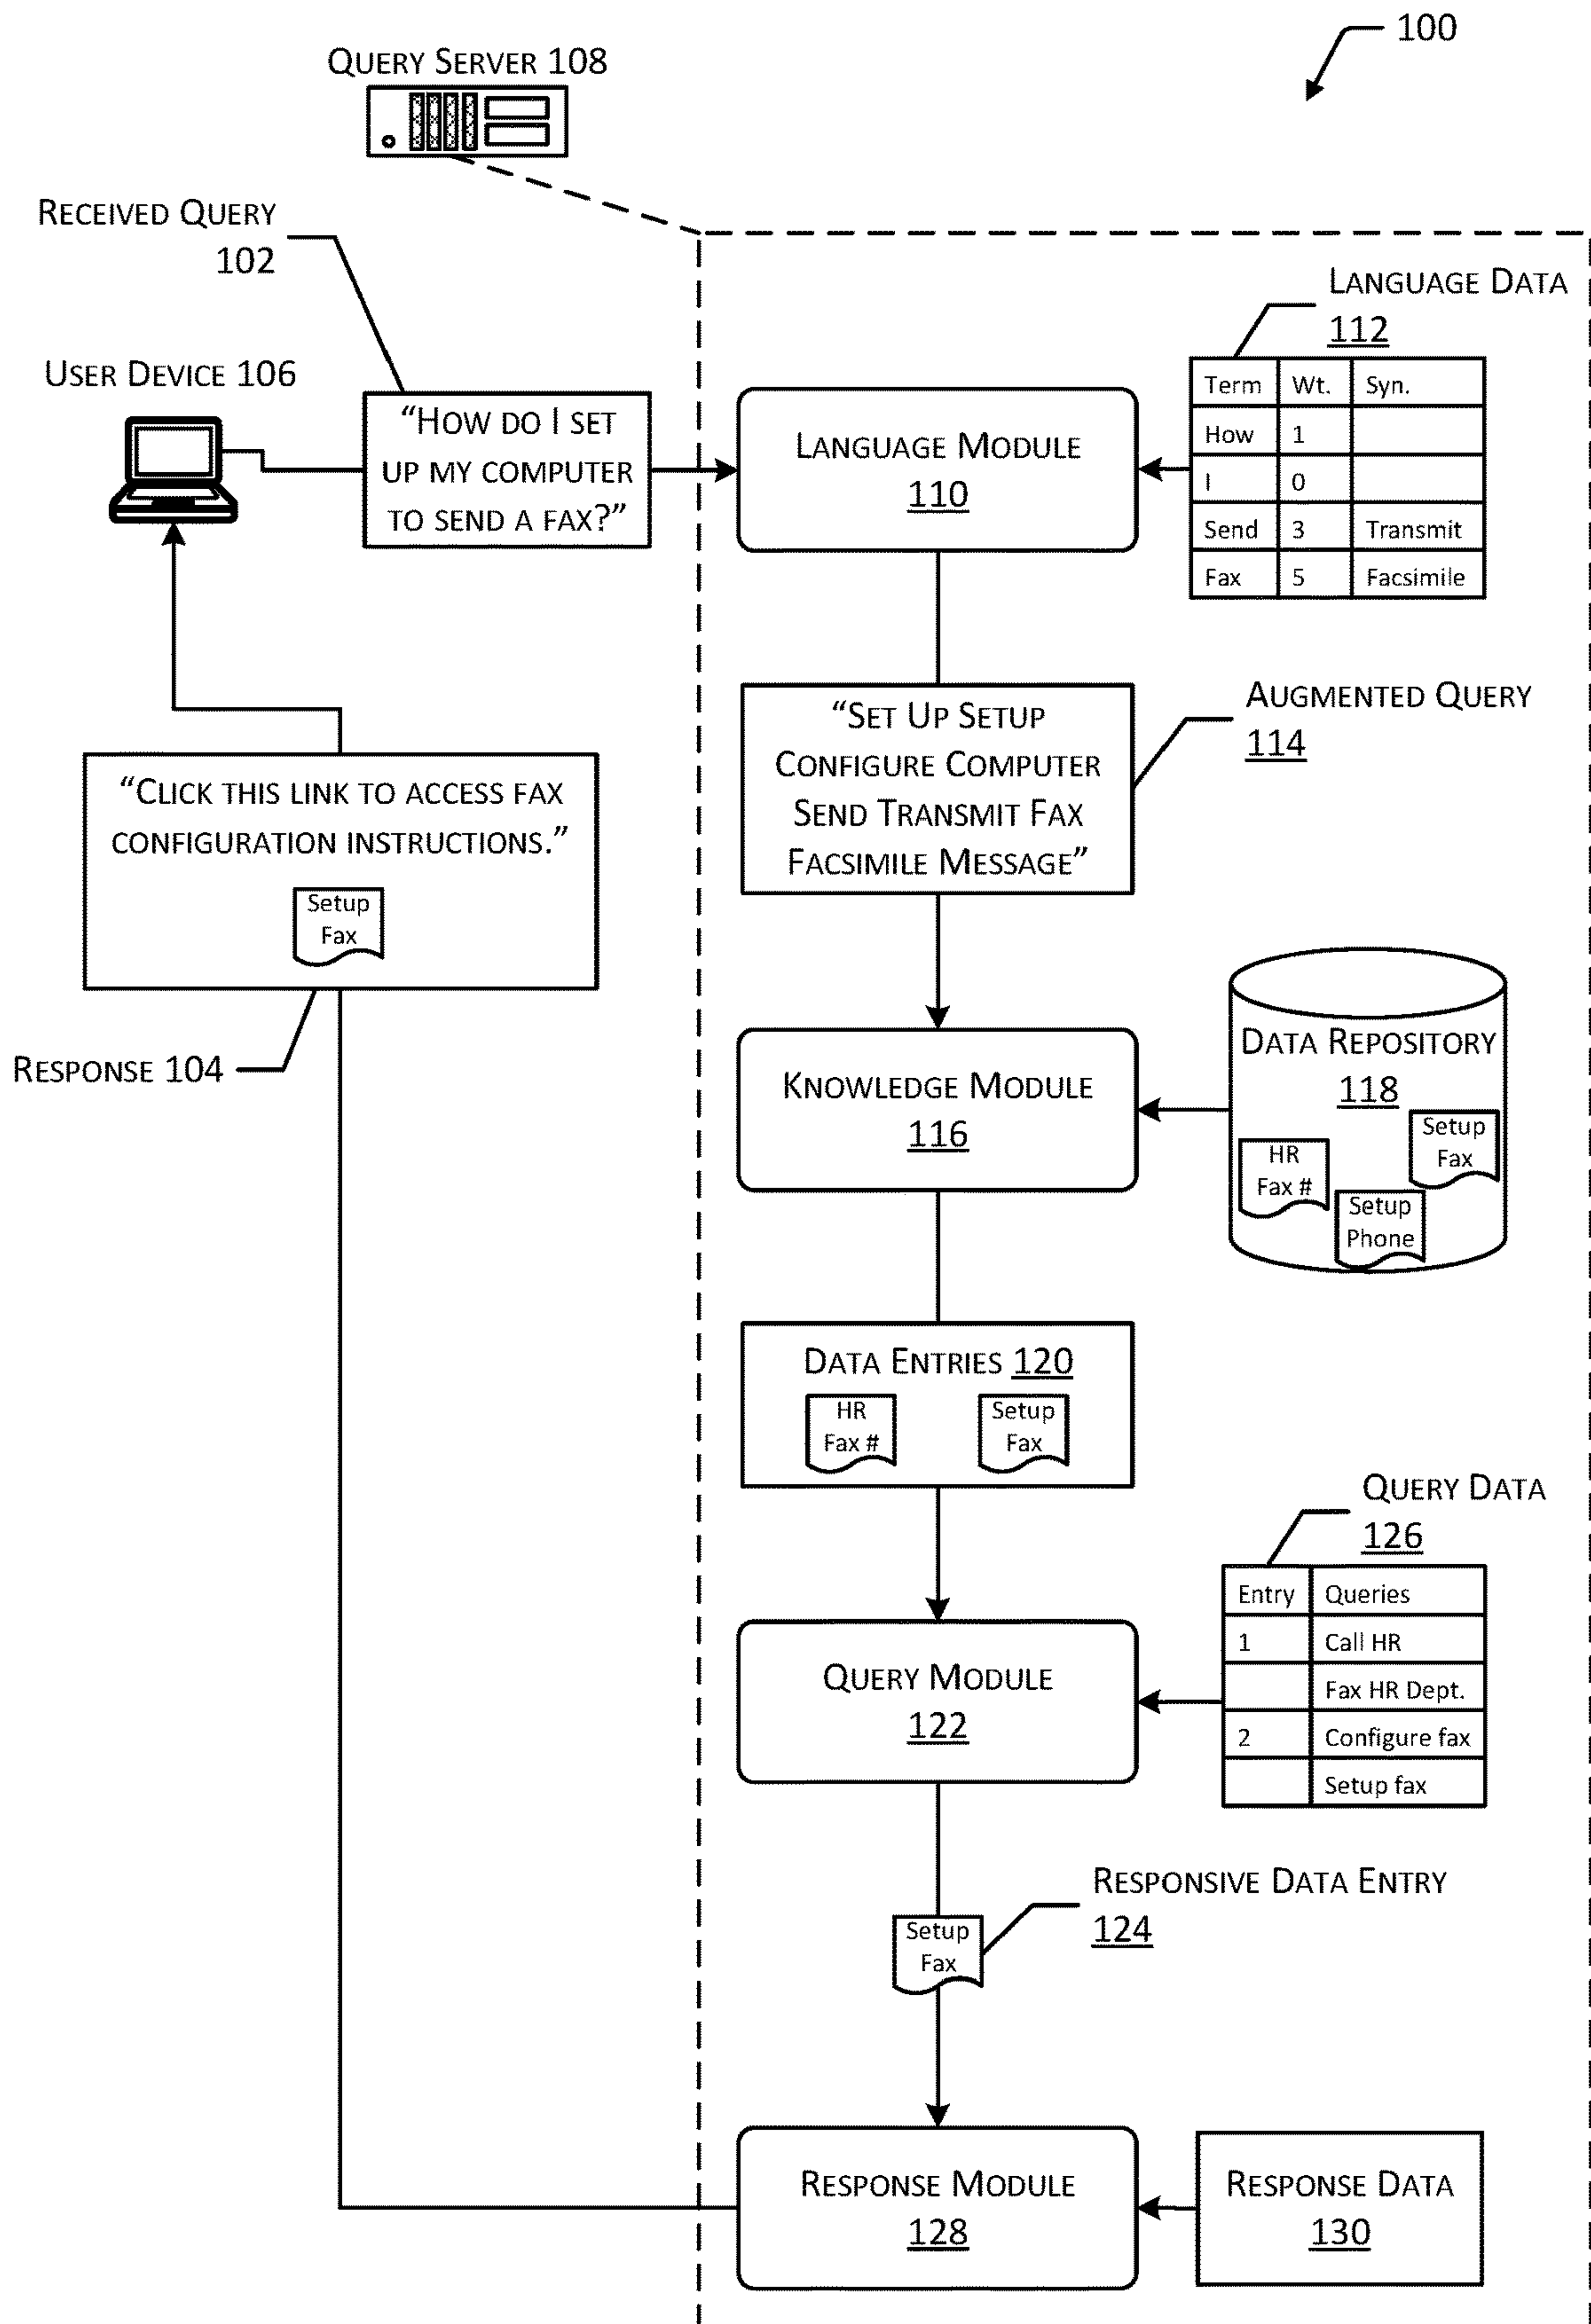 100
QUERY SERVER 108
RECEIVED QUERY
102
LANGUAGE DATA
112
USER DEVICE 106
"HOW DO I SET
UP MY COMPUTER
TO SEND A FAX?"
LANGUAGE MODULE
110
Term Wt. Syn.
How 1
I 0
Send 3 Transmit
Fax 5 Facsimile
"SET UP SETUP
CONFIGURE COMPUTER
SEND TRANSMIT FAX
FACSIMILE MESSAGE"
AUGMENTED QUERY
114
"CLICK THIS LINK TO ACCESS FAX
CONFIGURATION INSTRUCTIONS."
Setup
Fax
RESPONSE 104
KNOWLEDGE MODULE
116
DATA REPOSITORY
118
HR
Fax #
Setup
Phone
Setup
Fax
DATA ENTRIES 120
HR
Fax #
Setup
Fax
QUERY DATA
126
Entry Queries
1 Call HR
Fax HR Dept.
2 Configure fax
Setup fax
QUERY MODULE
122
RESPONSIVE DATA ENTRY
124
Setup
Fax
RESPONSE MODULE
128
RESPONSE DATA
130